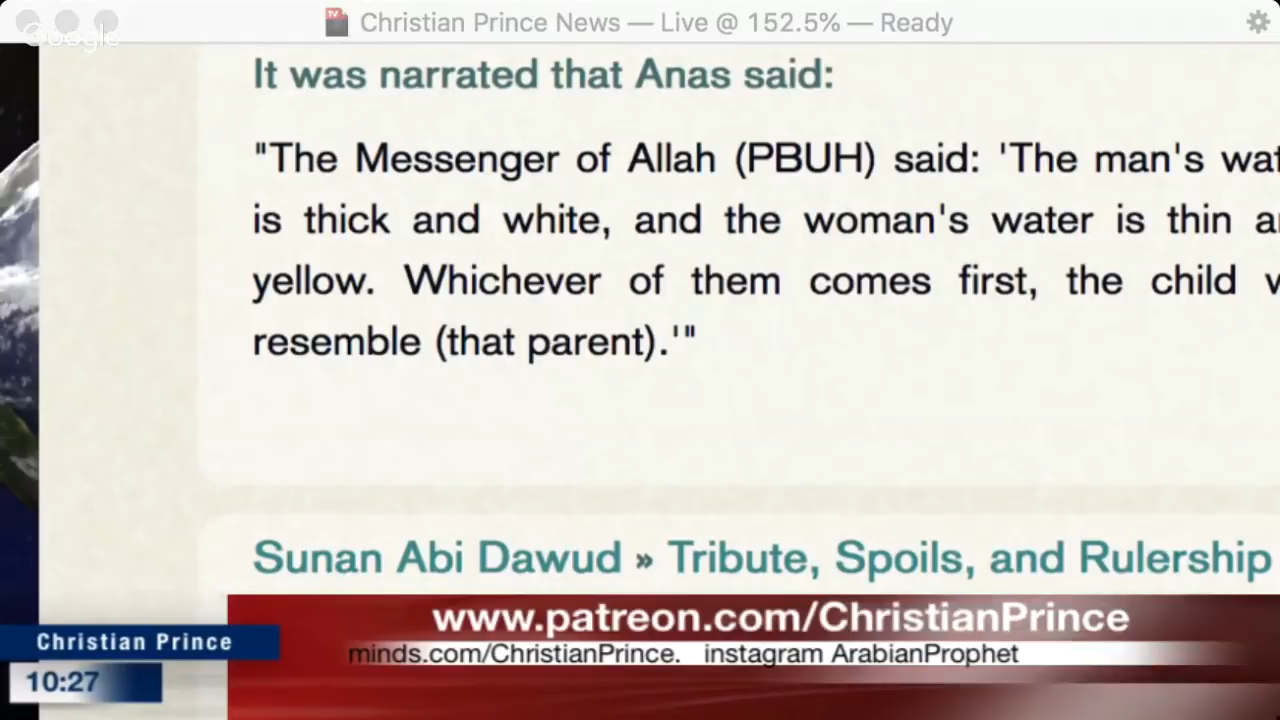 Christian Prince News — Live @ 152.5% — Ready
Google
It was narrated that Anas said:
"The Messenger of Allah (PBUH) said: 'The man's
is thick and white, and the woman's water is thin
yellow. Whichever of them comes first, the child
resemble (that parent).'"
Sunan Abi Dawud » Tribute, Spoils, and Rulership
www.patreon.com/ChristianPrince
Christian Prince
minds.com/ChristianPrince. instagram ArabianProphet
10:27